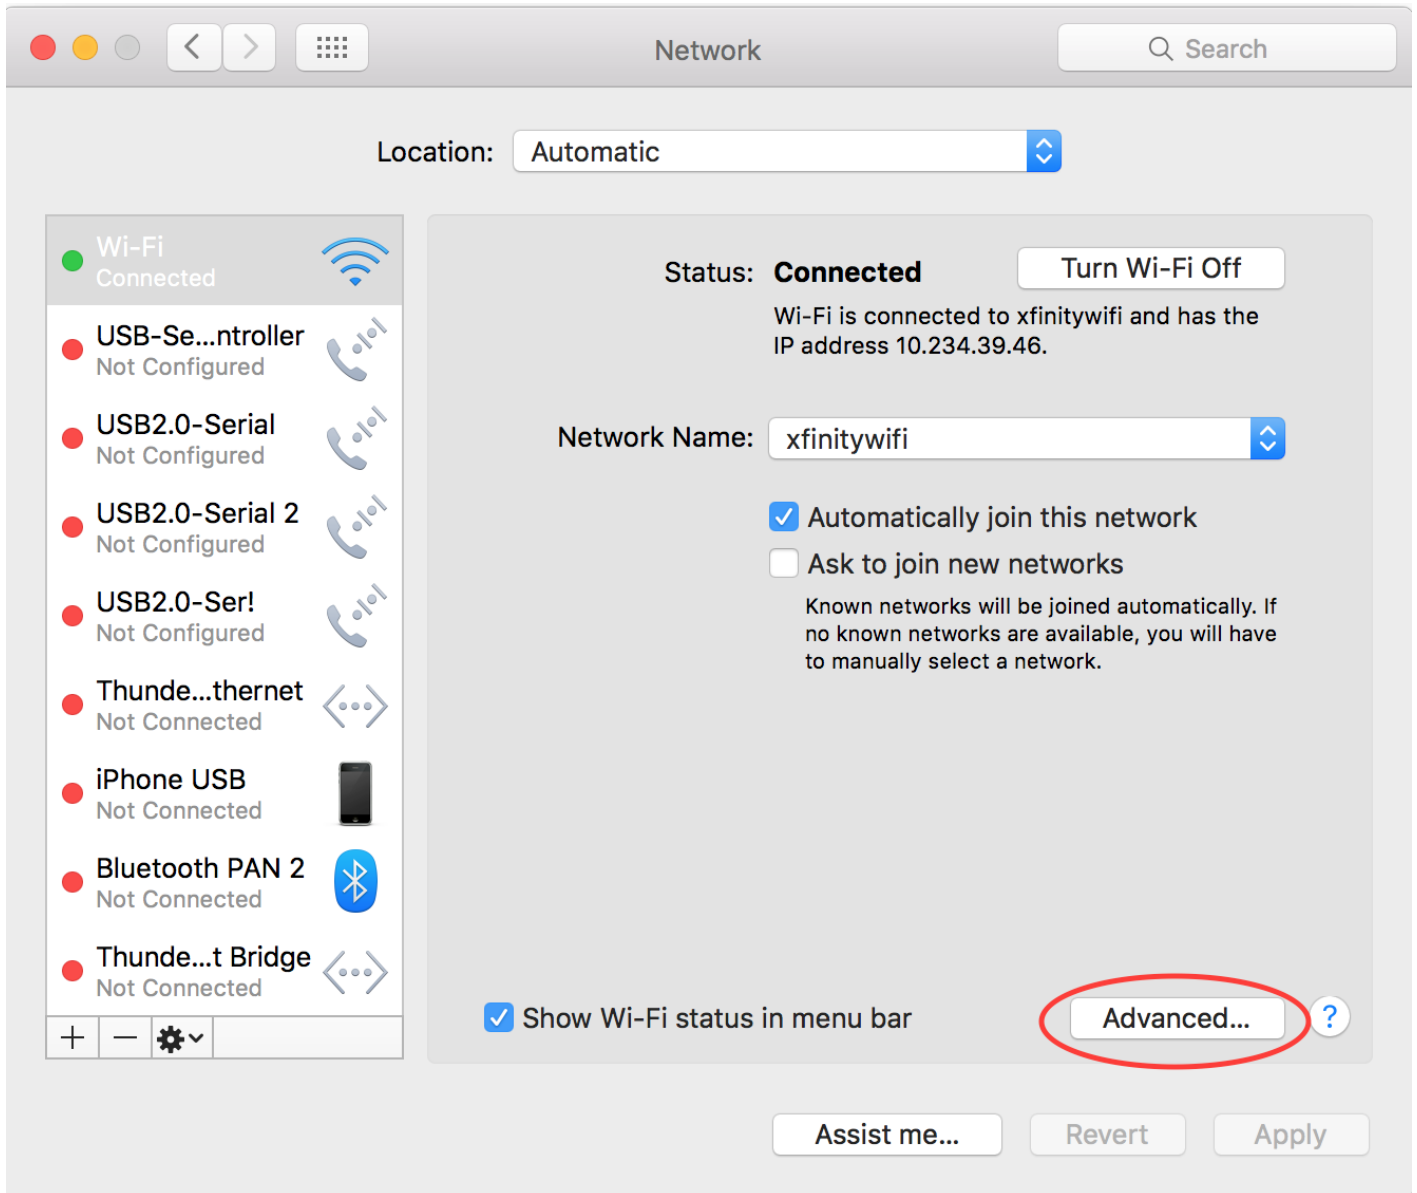 Network
Search
Location:
Automatic
Wi-Fi
Connected
USB-Se...ntroller
Not Configured
USB2.0-Serial
Not Configured
USB2.0-Serial 2
Not Configured
USB2.0-Ser!
Not Configured
Thunde...thernet
Not Connected
iPhone USB
Not Connected
Bluetooth PAN 2
Not Connected
Thunde...t Bridge
Not Connected
Status: Connected
Turn Wi-Fi Off
Wi-Fi is connected to xfinitywifi and has the
IP address 10.234.39.46.
Network Name: xfinitywifi
Automatically join this network
Ask to join new networks
Known networks will be joined automatically. If
no known networks are available, you will have
to manually select a network.
Show Wi-Fi status in menu bar
Advanced...
?
Assist me...
Revert
Apply